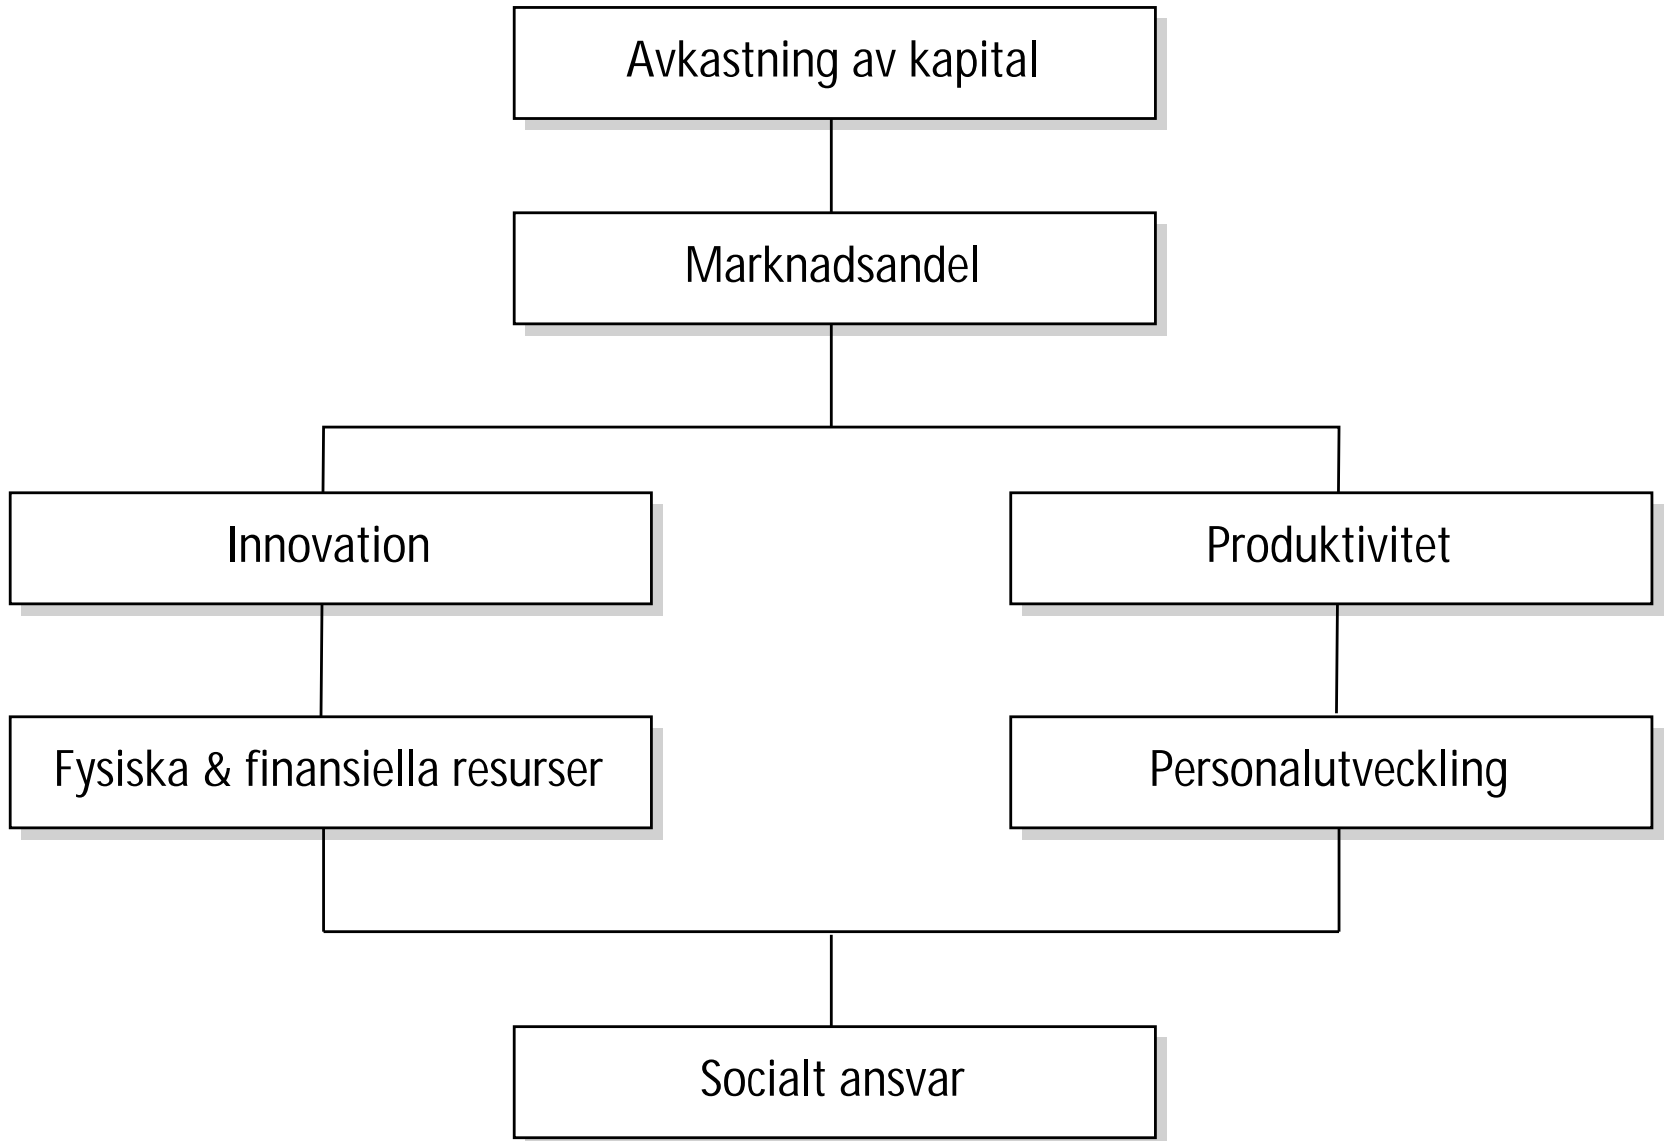 Avkastning av kapital
Marknadsandel
Innovation
Produktivitet
Fysiska & finansiella resurser
Personalutveckling
Socialt ansvar